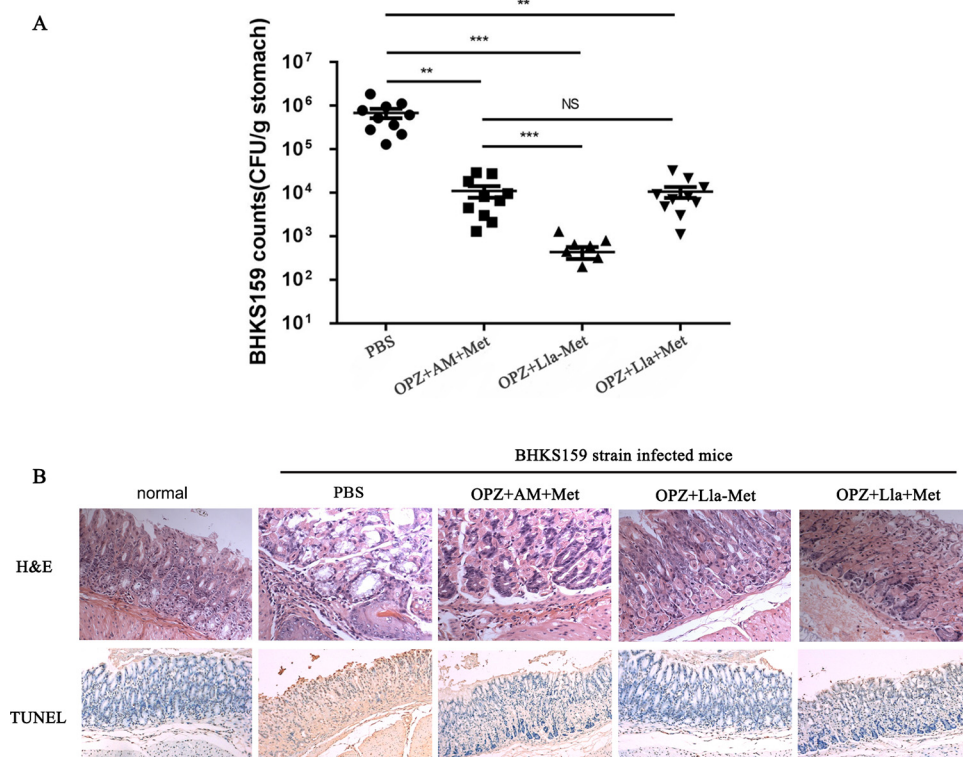 A
**
***
**
NS
***
BHKS159 counts(CFU/g stomach)
10^7
10^6
10^5
10^4
10^3
10^2
10^1
PBS
OPZ+AM+Met
OPZ+Lla-Met
OPZ+Lla+Met
B
BHKS159 strain infected mice
normal
PBS
OPZ+AM+Met
OPZ+Lla-Met
OPZ+Lla+Met
H&E
TUNEL